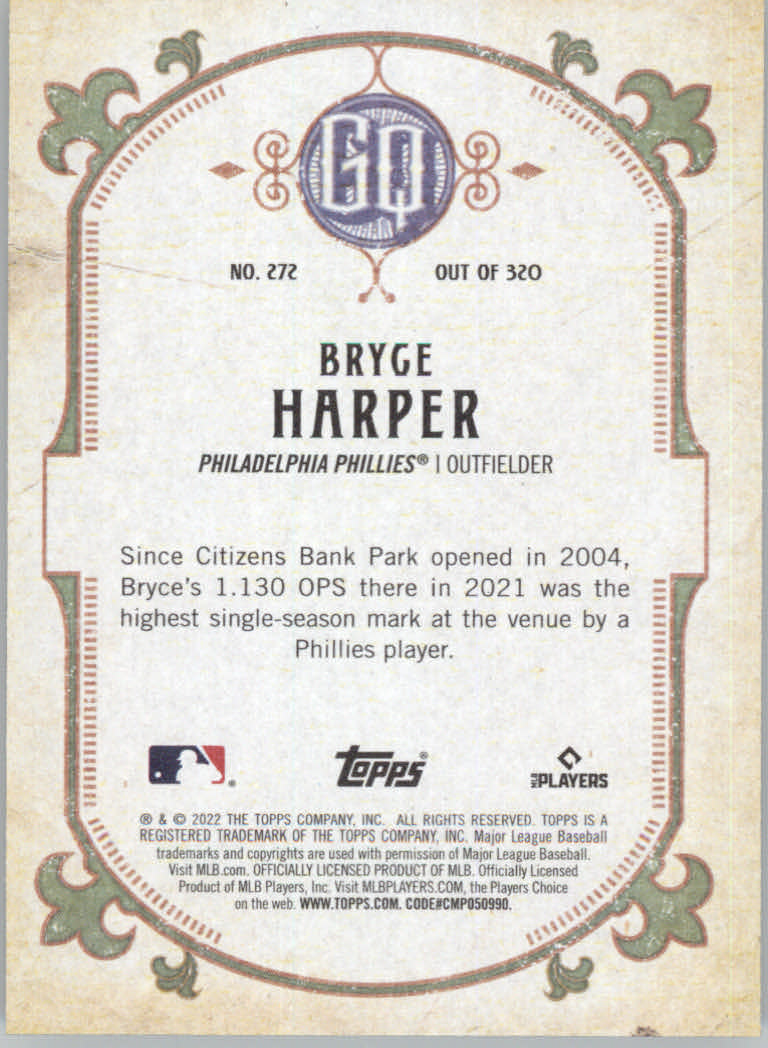 GQ
NO. 272 OUT OF 320
BRYCE
HARPER
PHILADELPHIA PHILLIES® | OUTFIELDER
Since Citizens Bank Park opened in 2004,
Bryce's 1.130 OPS there in 2021 was the
highest single-season mark at the venue by a
Phillies player.
topps® MLB PLAYERS
® & © 2022 THE TOPPS COMPANY, INC. ALL RIGHTS RESERVED. TOPPS IS A
REGISTERED TRADEMARK OF THE TOPPS COMPANY, INC. Major League Baseball
trademarks and copyrights are used with permission of Major League Baseball.
Visit MLB.com. OFFICIALLY LICENSED PRODUCT OF MLB. Officially Licensed
Product of MLB Players, Inc. Visit MLBPLAYERS.COM, the Players Choice
on the web. WWW.TOPPS.COM. CODE#CMP050990.